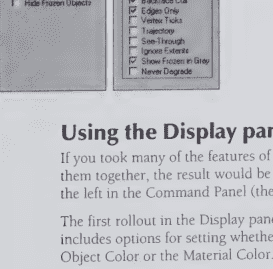 Hide Frozen Objects
Backface Cull
Edges Only
Vertex Ticks
Trajectory
See-Through
Ignore Extents
Show Frozen in Gray
Never Degrade
Using the Display pan
If you took many of the features of
them together, the result would be
the left in the Command Panel (the
The first rollout in the Display pane
includes options for setting whethe
Object Color or the Material Color.